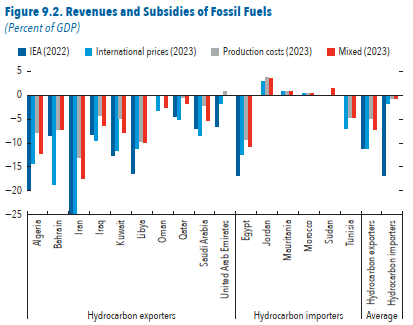 Figure 9.2. Revenues and Subsidies of Fossil Fuels
(Percent of GDP)
IEA (2022) International prices (2023) Production costs (2023) Mixed (2023)
5
0
−5
−10
−15
−20
−25
Algeria
Bahrain
Iran
Iraq
Kuwait
Libya
Oman
Qatar
Saudi Arabia
United Arab Emirates
Egypt
Jordan
Mauritania
Morocco
Sudan
Tunisia
Hydrocarbon exporters
Hydrocarbon importers
Hydrocarbon exporters Hydrocarbon importers Average